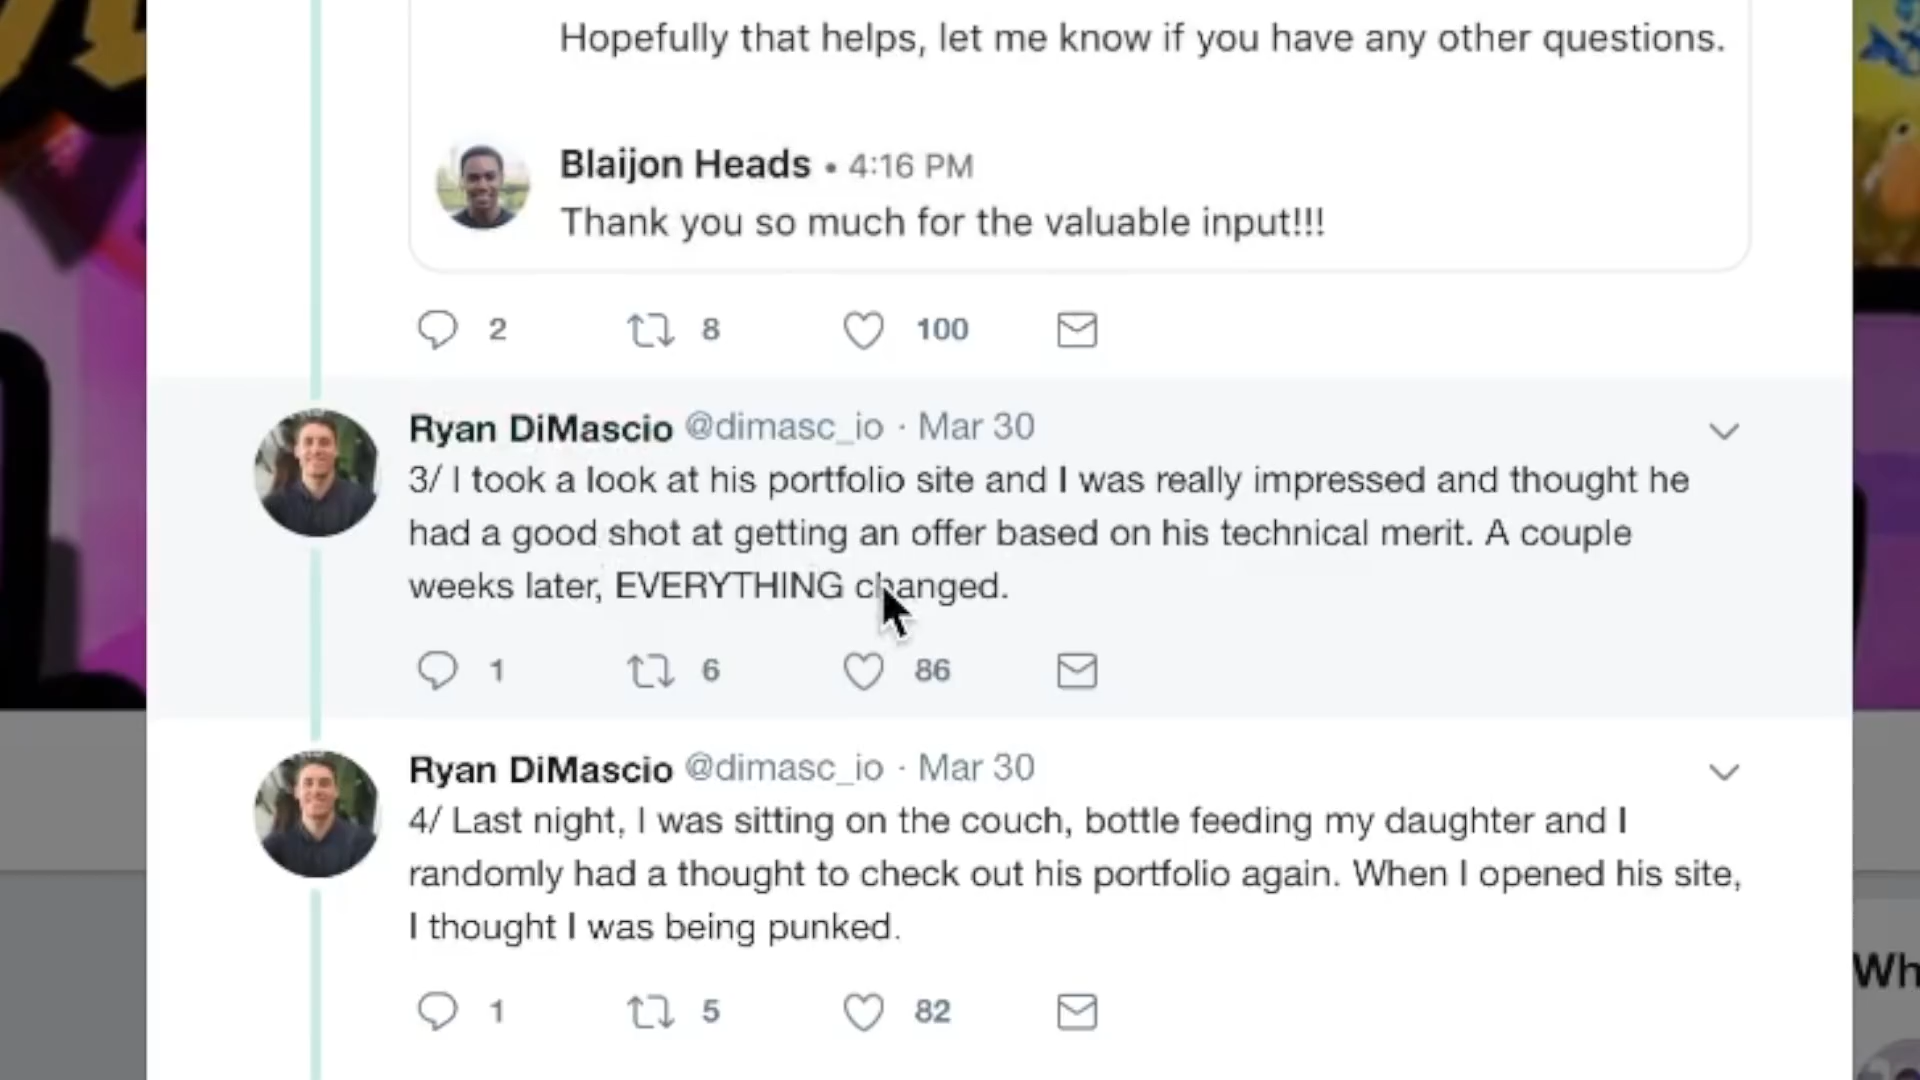 Hopefully that helps, let me know if you have any other questions.
Blaijon Heads • 4:16 PM
Thank you so much for the valuable input!!!
2 8 100
Ryan DiMascio @dimasc_io · Mar 30
3/ I took a look at his portfolio site and I was really impressed and thought he
had a good shot at getting an offer based on his technical merit. A couple
weeks later, EVERYTHING changed.
1 6 86
Ryan DiMascio @dimasc_io · Mar 30
4/ Last night, I was sitting on the couch, bottle feeding my daughter and I
randomly had a thought to check out his portfolio again. When I opened his site,
I thought I was being punked.
1 5 82
Wh